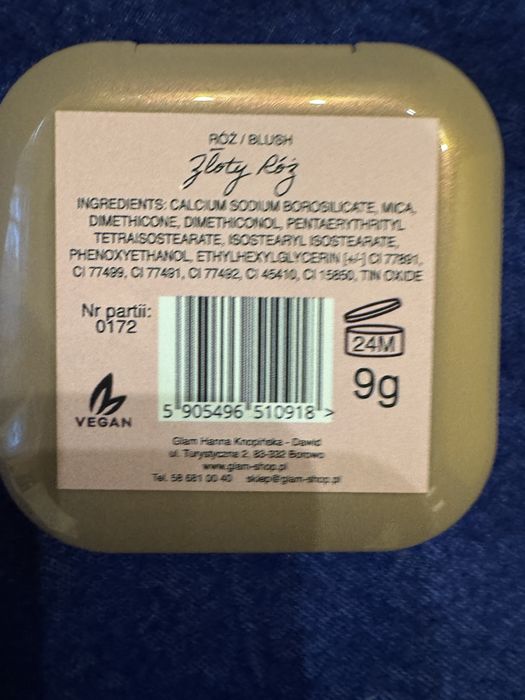 RÓŻ / BLUSH
Złoty Róż
INGREDIENTS: CALCIUM SODIUM BOROSILICATE, MICA,
DIMETHICONE, DIMETHICONOL, PENTAERYTHRITYL
TETRAISOSTEARATE, ISOSTEARYL ISOSTEARATE,
PHENOXYETHANOL, ETHYLHEXYLGLYCERIN [+/-] CI 77891,
CI 77499, CI 77491, CI 77492, CI 45410, CI 15850, TIN OXIDE
Nr partii:
0172
24M
9g
VEGAN
5 905496 510918 >
Glam Hanna Knopińska - Dawid
ul. Turystyczna 2, 83-332 Borowo
www.glam-shop.pl
Tel. 58 681 00 40 sklep@glam-shop.pl